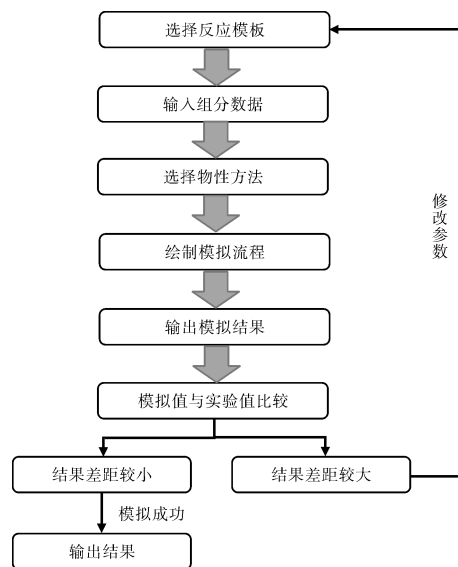 选择反应模板
输入组分数据
选择物性方法
绘制模拟流程
输出模拟结果
模拟值与实验值比较
结果差距较小
结果差距较大
模拟成功
输出结果
修改参数